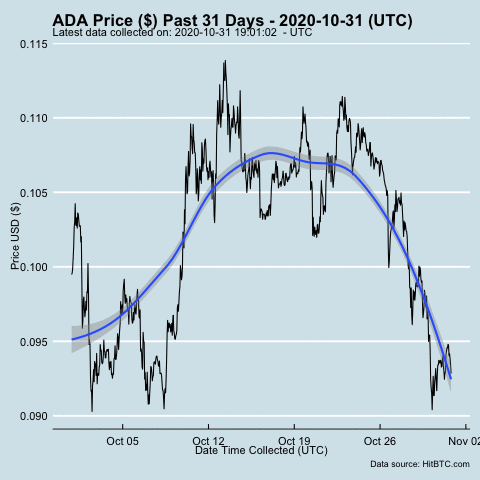 ADA Price ($) Past 31 Days - 2020-10-31 (UTC)
Latest data collected on: 2020-10-31 19:01:02 - UTC
0.115
0.110
0.105
0.100
0.095
0.090
Price USD ($)
Oct 05
Oct 12
Oct 19
Oct 26
Nov 02
Date Time Collected (UTC)
Data source: HitBTC.com